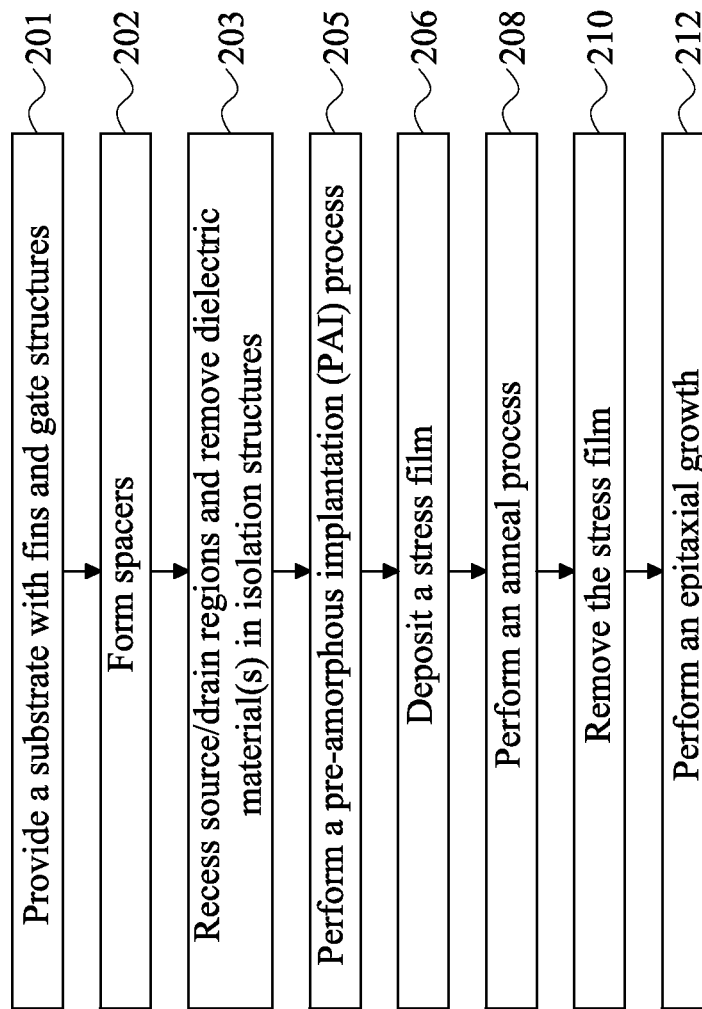 Provide a substrate with fins and gate structures
201
Form spacers
202
Recess source/drain regions and remove dielectric
material(s) in isolation structures
203
Perform a pre-amorphous implantation (PAI) process
205
Deposit a stress film
206
Perform an anneal process
208
Remove the stress film
210
Perform an epitaxial growth
212